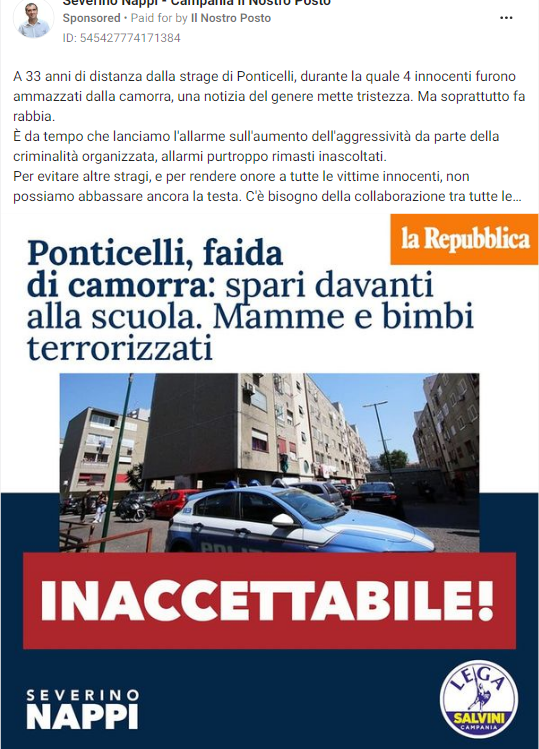 Severino Nappi - Campania Il Nostro Posto
Sponsored • Paid for by Il Nostro Posto
ID: 545427774171384
A 33 anni di distanza dalla strage di Ponticelli, durante la quale 4 innocenti furono
ammazzati dalla camorra, una notizia del genere mette tristezza. Ma soprattutto fa
rabbia.
È da tempo che lanciamo l'allarme sull'aumento dell'aggressività da parte della
criminalità organizzata, allarmi purtroppo rimasti inascoltati.
Per evitare altre stragi, e per rendere onore a tutte le vittime innocenti, non
possiamo abbassare ancora la testa. C'è bisogno della collaborazione tra tutte le...
la Repubblica
Ponticelli, faida
di camorra: spari davanti
alla scuola. Mamme e bimbi
terrorizzati
INACCETTABILE!
SEVERINO
NAPPI
LEGA
SALVINI
CAMPANIA